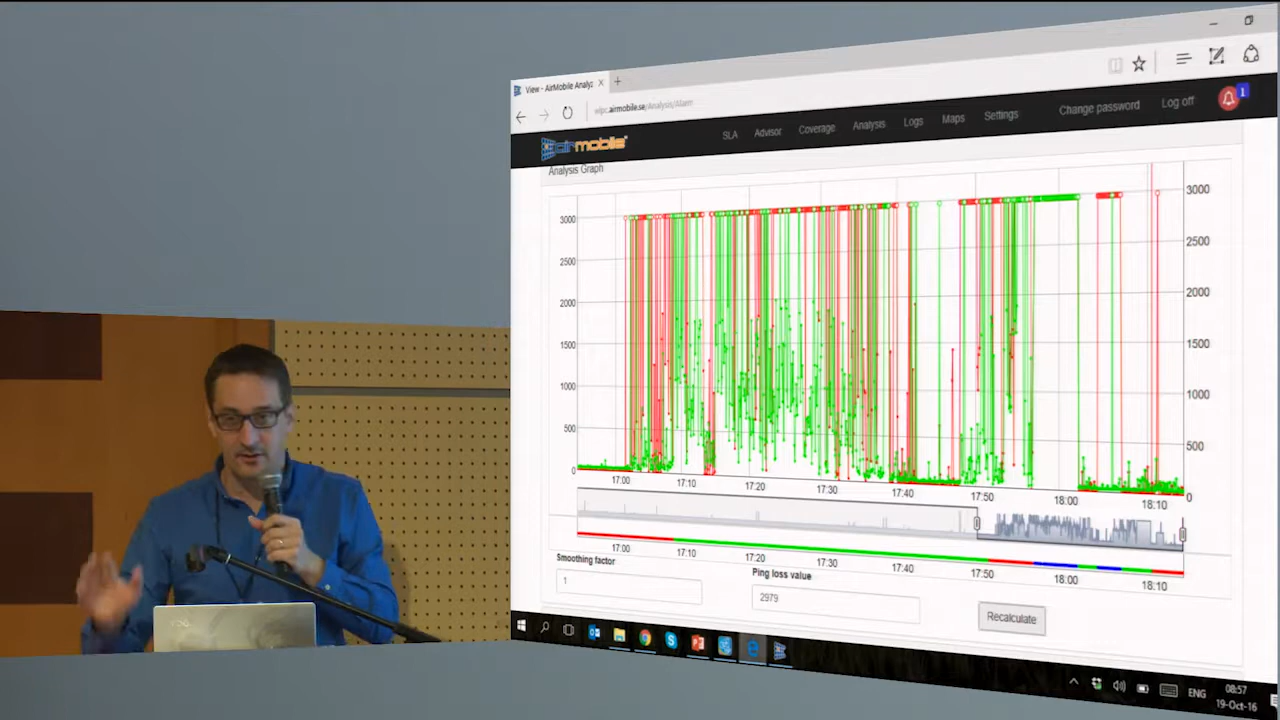 View - AirMobile Analyz
wlpc.airmobile.se/Analysis/Alarm
airmobile
SLA Advisor Coverage Analysis Logs Maps Settings Change password Log off 1
Analysis Graph
3000 3000
2500 2500
2000 2000
1500 1500
1000 1000
500 500
0 0
17:00 17:10 17:20 17:30 17:40 17:50 18:00 18:10
17:00 17:10 17:20 17:30 17:40 17:50 18:00 18:10
Smoothing factor Ping loss value
1 2979 Recalculate
ENG 08:57
19-Oct-16